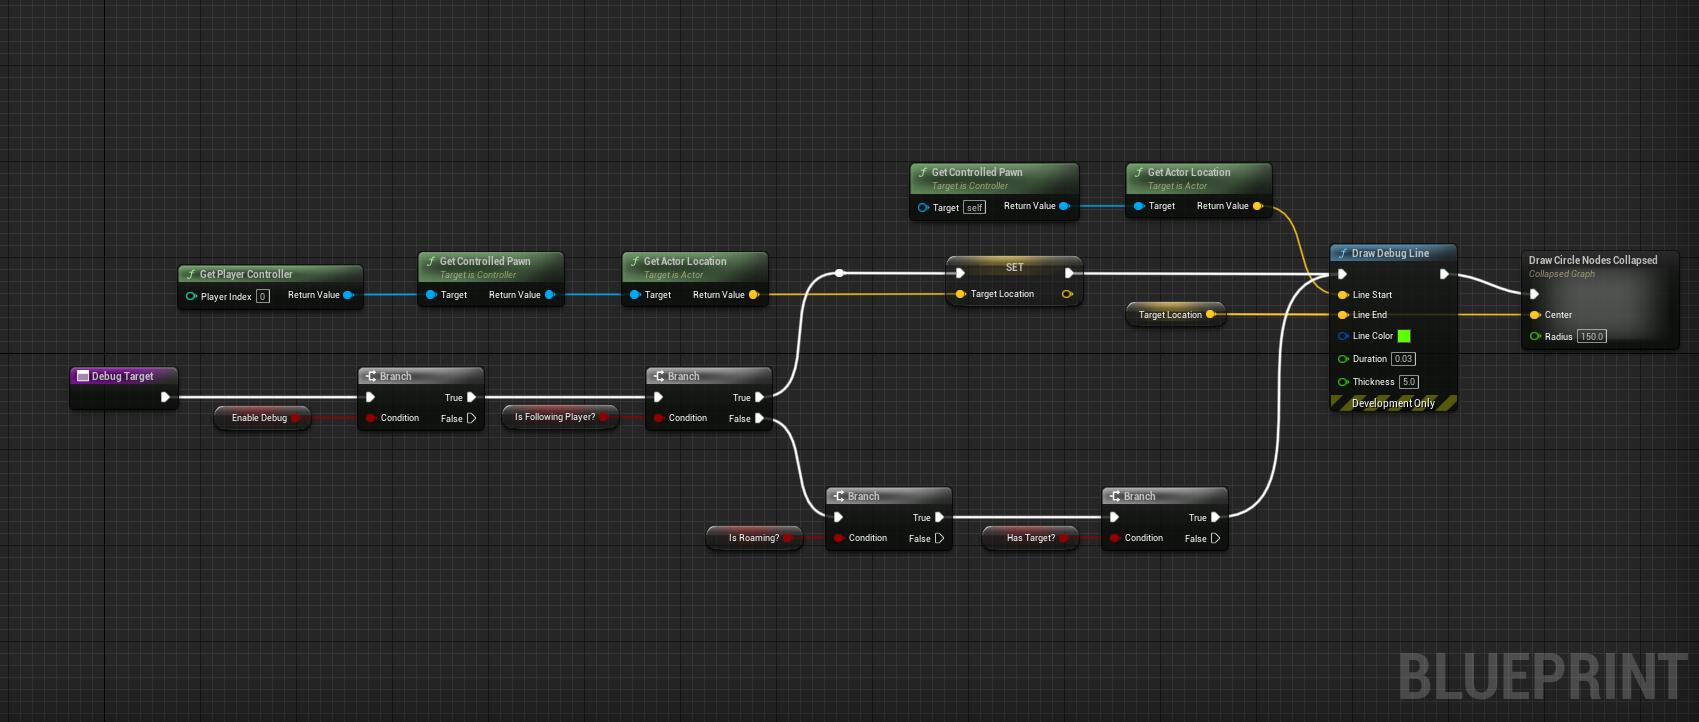 Get Controlled Pawn
Target is Controller
Target self
Return Value
Get Actor Location
Target is Actor
Target
Return Value
Get Player Controller
Player Index 0
Return Value
Get Controlled Pawn
Target is Controller
Target
Return Value
Get Actor Location
Target is Actor
Target
Return Value
SET
Target Location
Target Location
Draw Debug Line
Line Start
Line End
Line Color
Duration 0.03
Thickness 5.0
Development Only
Draw Circle Nodes Collapsed
Collapsed Graph
Center
Radius 150.0
Debug Target
Enable Debug
Branch
True
Condition
False
Is Following Player?
Branch
True
Condition
False
Is Roaming?
Branch
True
Condition
False
Has Target?
Branch
True
Condition
False
BLUEPRINT